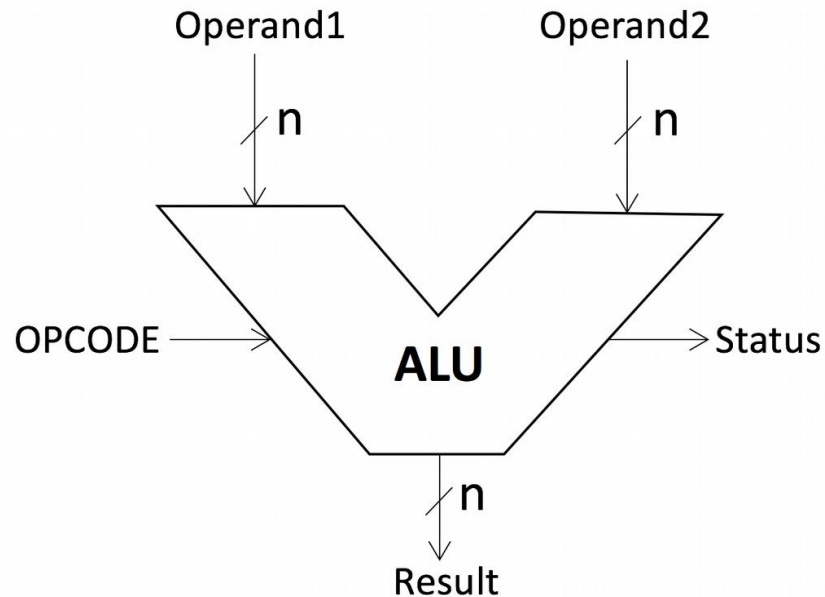 Operand1
Operand2
n
n
OPCODE
ALU
Status
n
Result